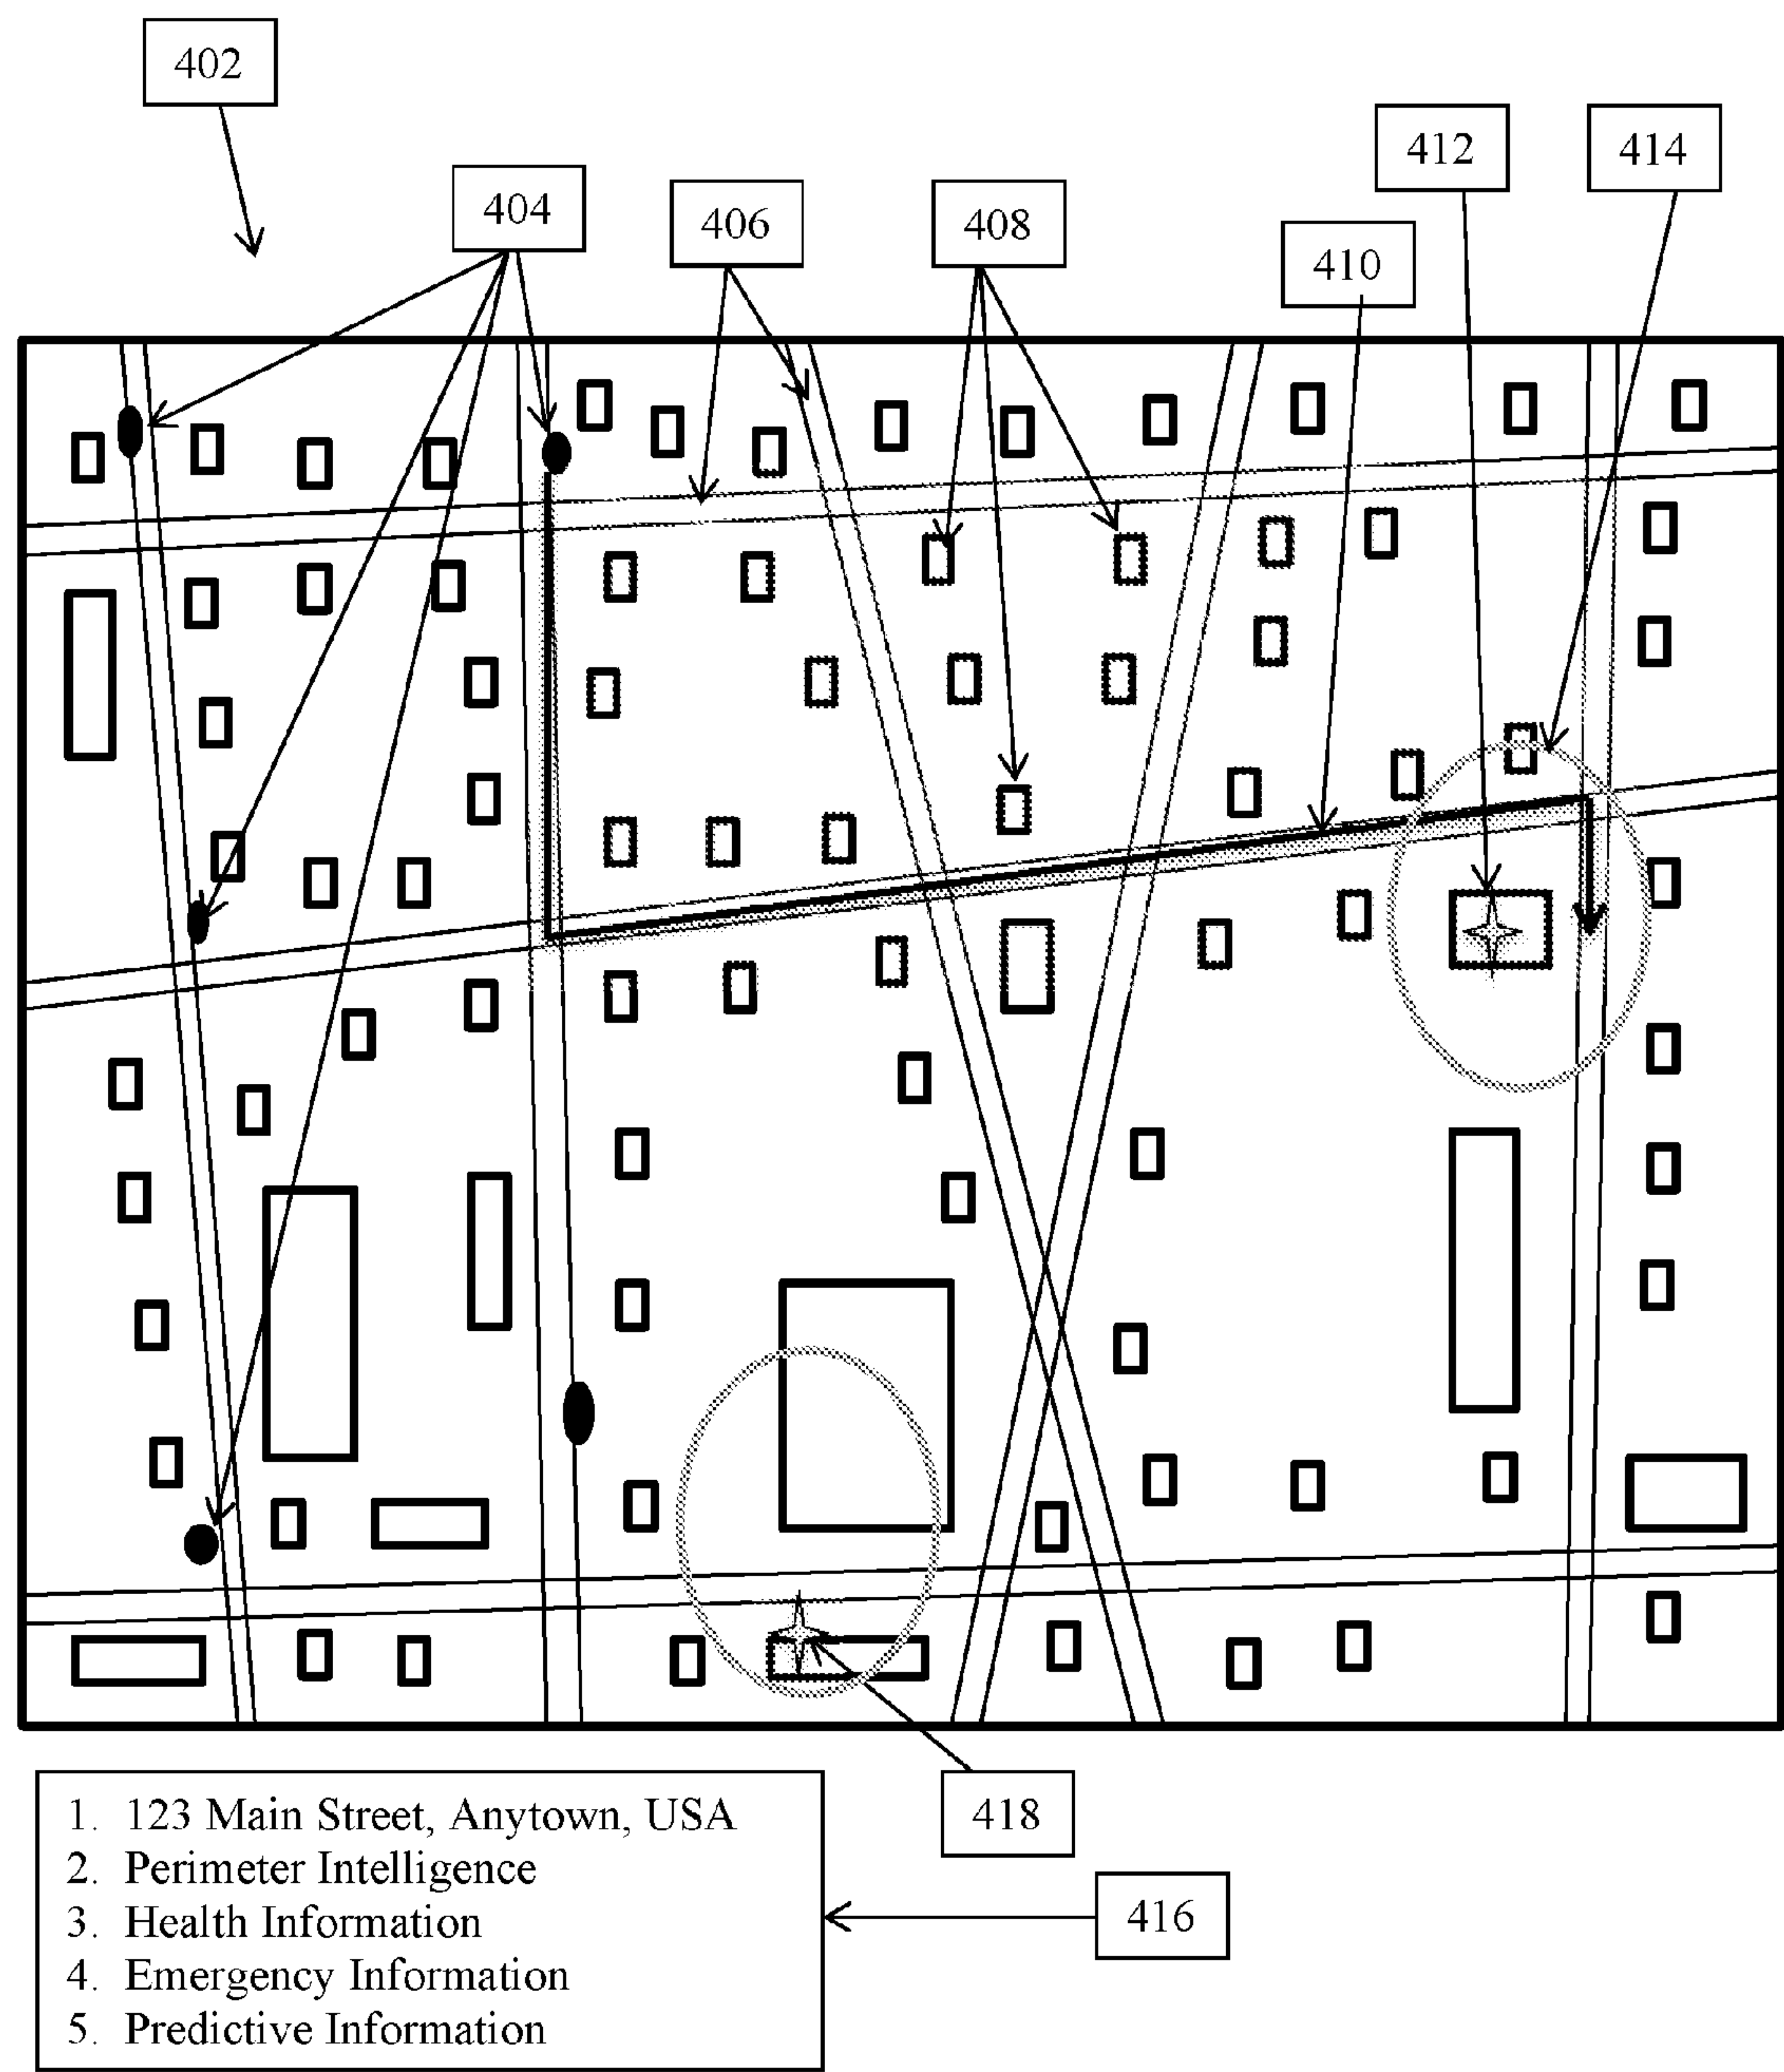 402
412
414
404
406
408
410
1. 123 Main Street, Anytown, USA
2. Perimeter Intelligence
3. Health Information
4. Emergency Information
5. Predictive Information
418
416